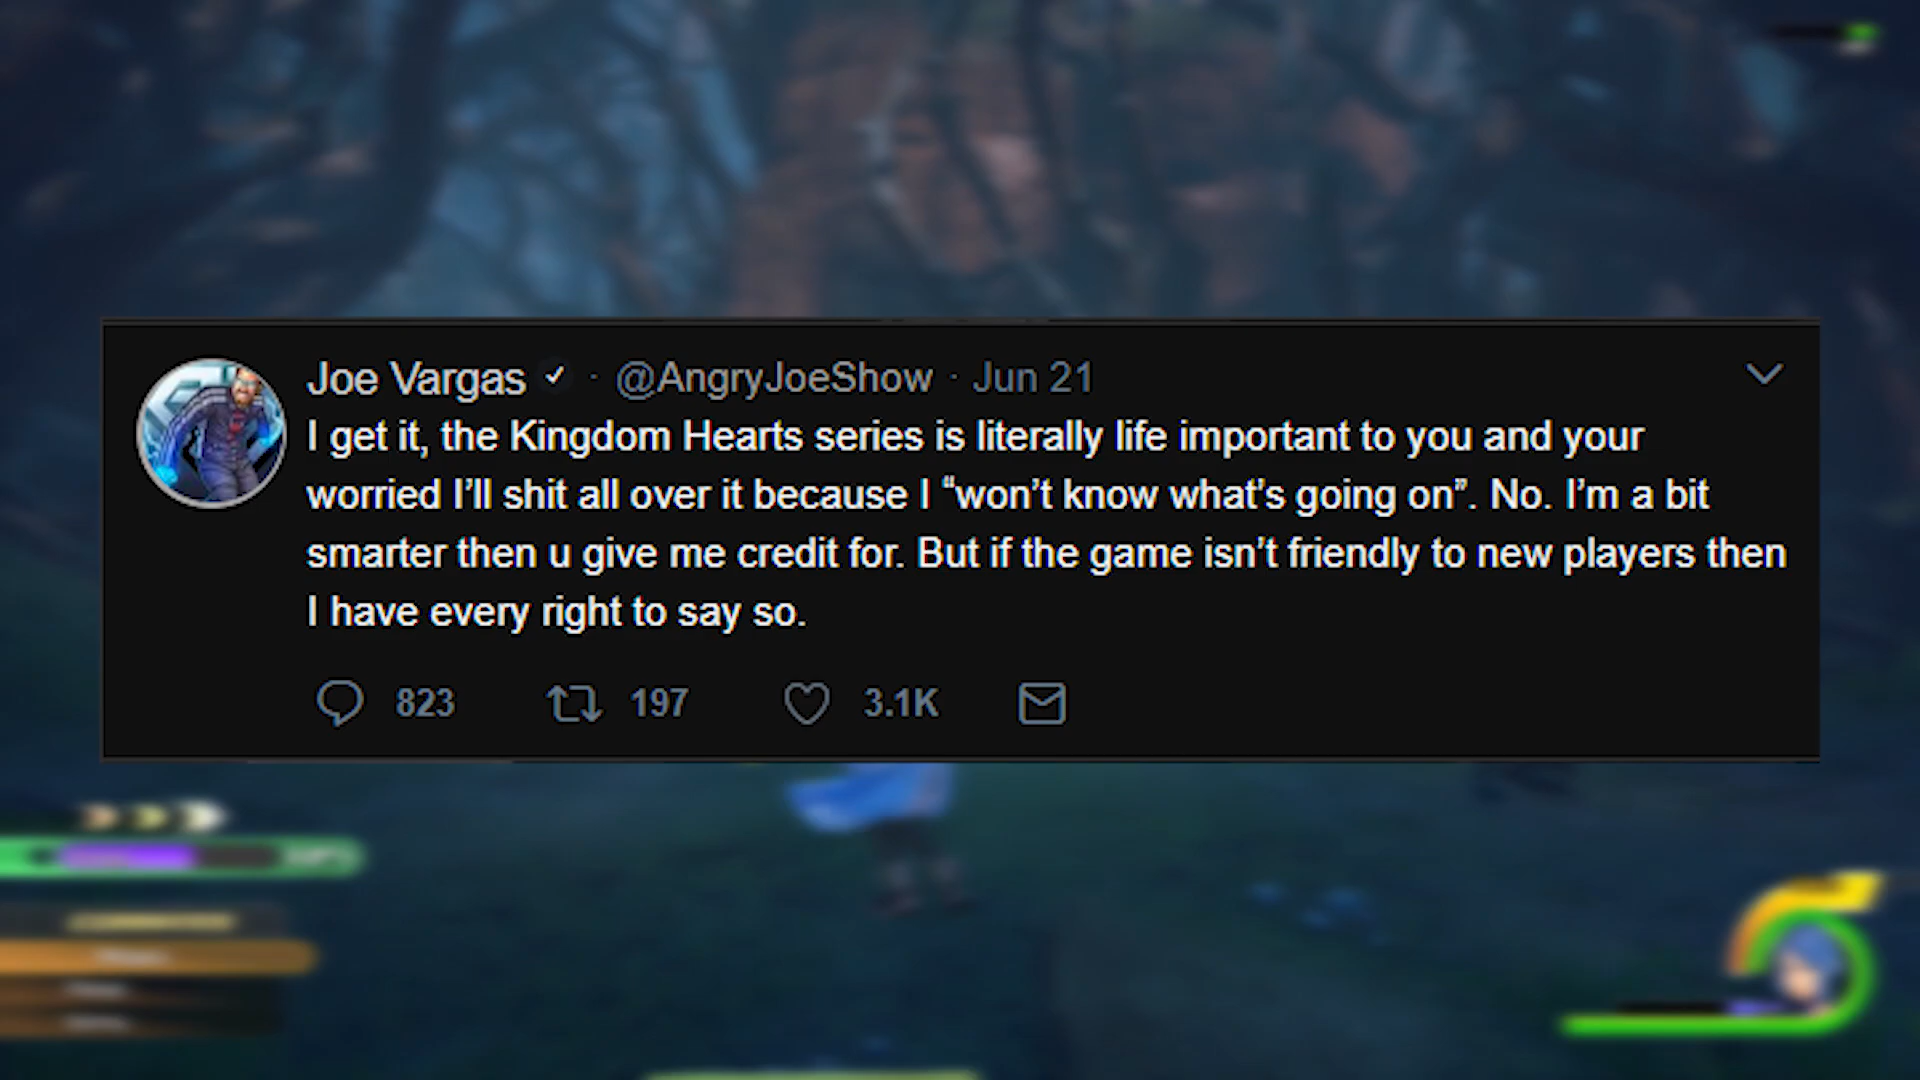 Joe Vargas · @AngryJoeShow · Jun 21
I get it, the Kingdom Hearts series is literally life important to you and your
worried I’ll shit all over it because I “won’t know what’s going on”. No. I’m a bit
smarter then u give me credit for. But if the game isn’t friendly to new players then
I have every right to say so.
823 197 3.1K